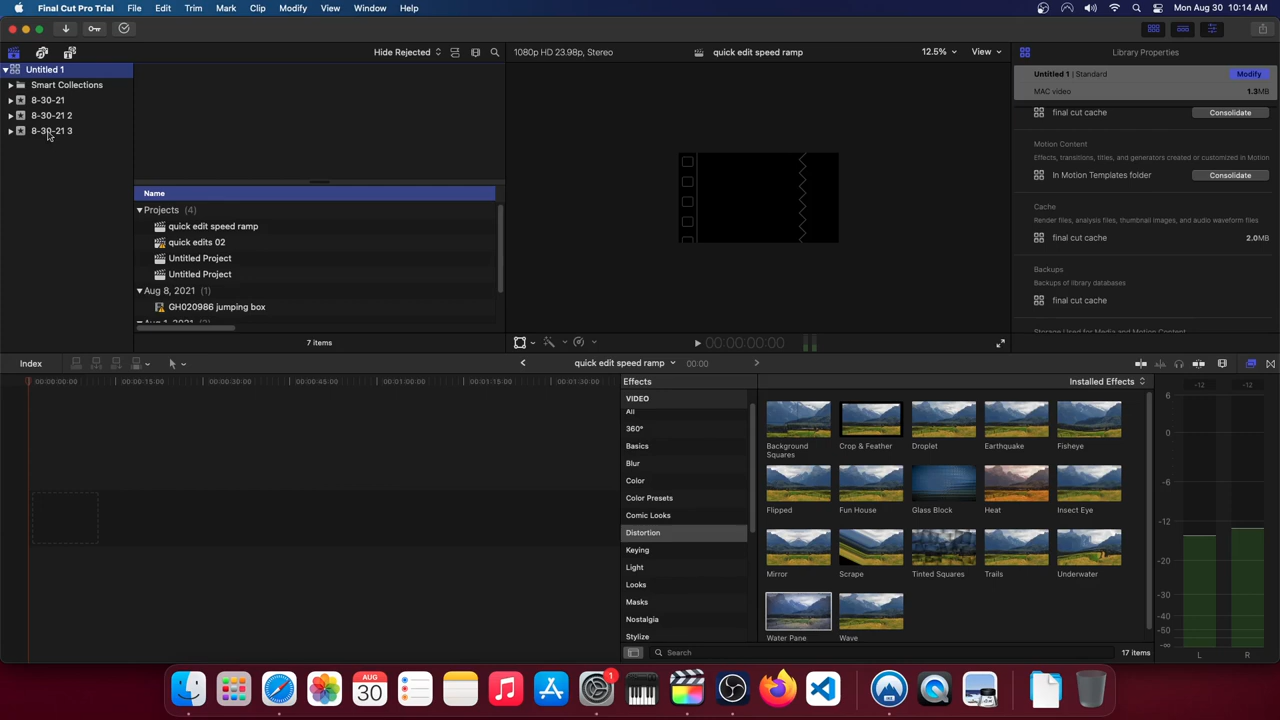 Final Cut Pro Trial File Edit Trim Mark Clip Modify View Window Help
Mon Aug 30 10:14 AM
Hide Rejected
1080p HD 23.98p, Stereo
quick edit speed ramp
12.5%
View
Library Properties
Untitled 1
Smart Collections
8-30-21
8-30-21 2
8-30-21 3
Name
Projects (4)
quick edit speed ramp
quick edits 02
Untitled Project
Untitled Project
Aug 8, 2021 (1)
GH020986 jumping box
7 items
00:00:00:00
Untitled 1 | Standard
Modify
MAC video
1.3MB
final cut cache
Consolidate
Motion Content
Effects, transitions, titles, and generators created or customized in Motion
In Motion Templates folder
Consolidate
Cache
Render files, analysis files, thumbnail images, and audio waveform files
final cut cache
2.0MB
Backups
Backups of library databases
final cut cache
Storage Used for Media and Motion Content
Index
quick edit speed ramp
00:00
00:00:00:00
00:00:15:00
00:00:30:00
00:00:45:00
00:01:00:00
00:01:15:00
00:01:30:00
Effects
Installed Effects
VIDEO
All
360°
Basics
Blur
Color
Color Presets
Comic Looks
Distortion
Keying
Light
Looks
Masks
Nostalgia
Stylize
Background Squares
Crop & Feather
Droplet
Earthquake
Fisheye
Flipped
Fun House
Glass Block
Heat
Insect Eye
Mirror
Scrape
Tinted Squares
Trails
Underwater
Water Pane
Wave
Search
17 items
-12 -12
6
0
-6
-12
-20
-30
-40
-50
-∞
L R
AUG
30
1